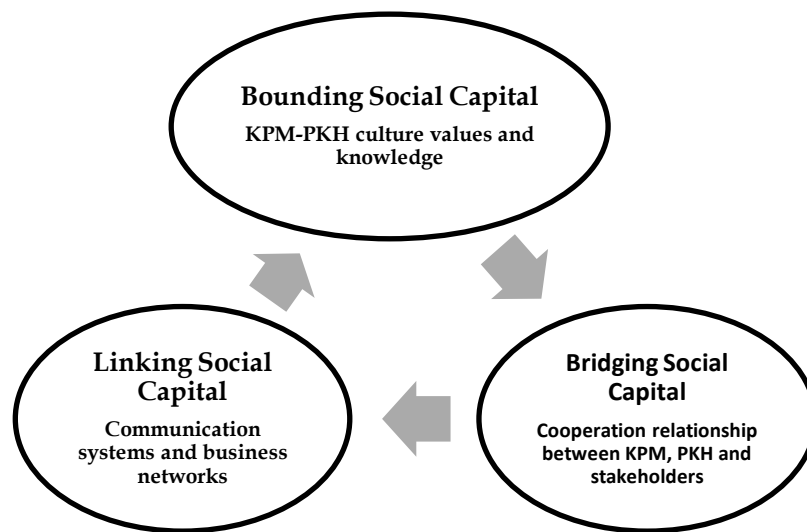 Bounding Social Capital
KPM-PKH culture values and
knowledge
Linking Social
Capital
Communication
systems and business
networks
Bridging Social
Capital
Cooperation relationship
between KPM, PKH and
stakeholders